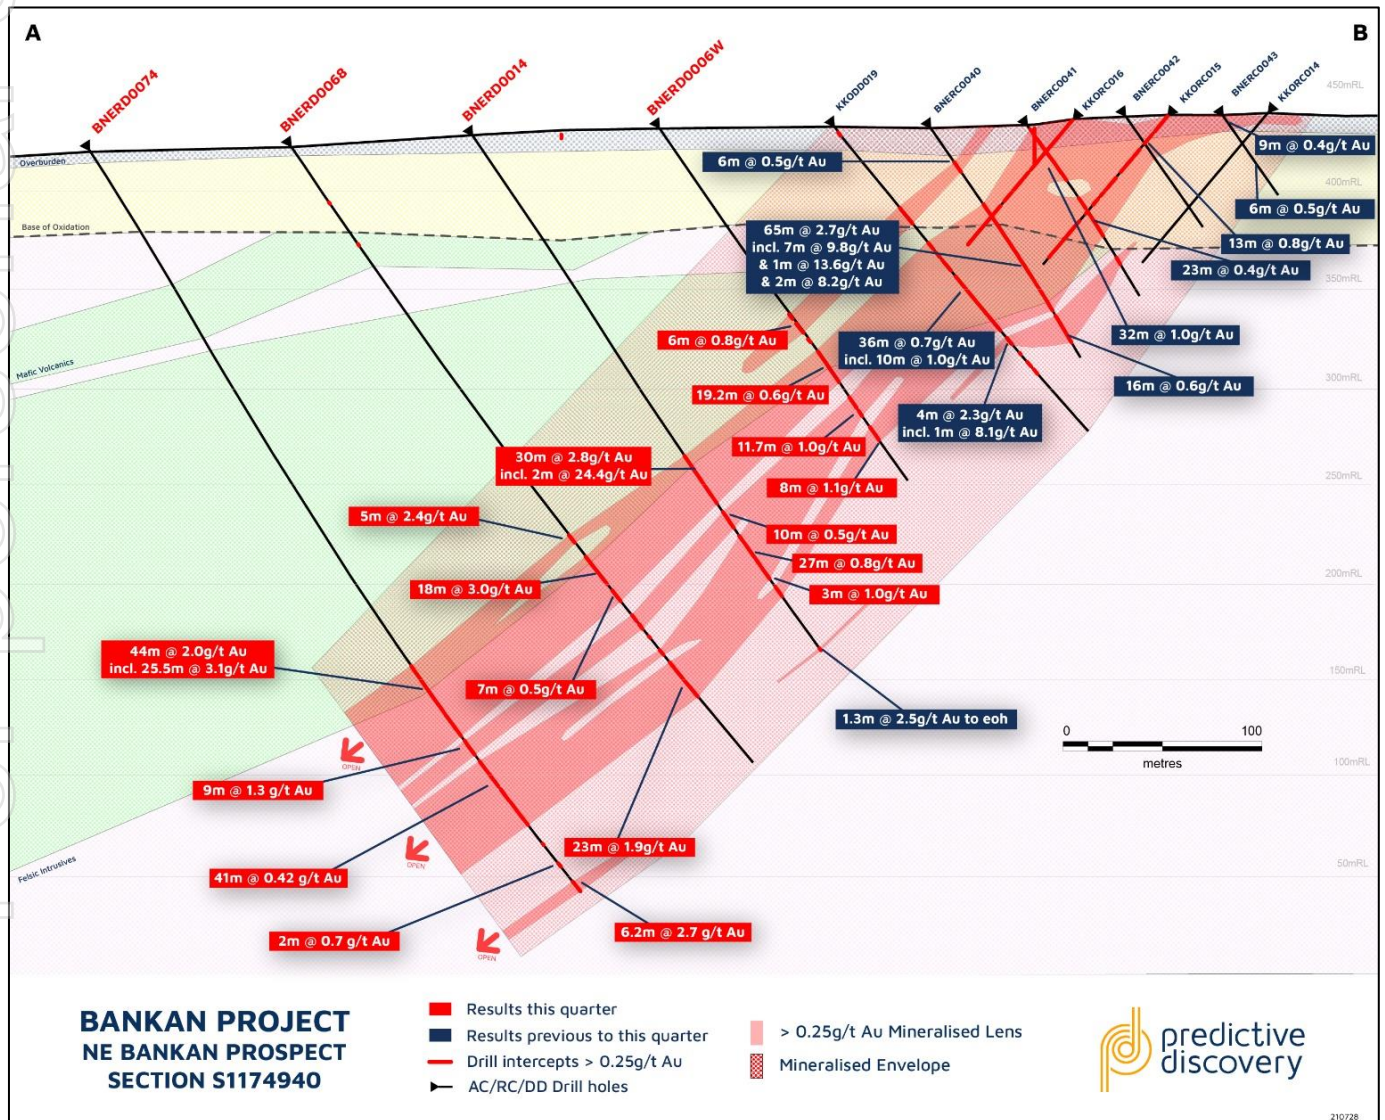 A
B
BNERD0074
BNERD0068
BNERD0014
BNERD0006W
KKODD019
BNERC0040
BNERC0041
KKORC016
BNERC0042
KKORC015
BNERC0043
KKORC014
450mRL
Overburden
6m @ 0.5g/t Au
9m @ 0.4g/t Au
400mRL
6m @ 0.5g/t Au
Base of Oxidation
65m @ 2.7g/t Au
incl. 7m @ 9.8g/t Au
& 1m @ 13.6g/t Au
& 2m @ 8.2g/t Au
13m @ 0.8g/t Au
23m @ 0.4g/t Au
350mRL
6m @ 0.8g/t Au
36m @ 0.7g/t Au
incl. 10m @ 1.0g/t Au
32m @ 1.0g/t Au
Mafic Volcanics
300mRL
19.2m @ 0.6g/t Au
16m @ 0.6g/t Au
4m @ 2.3g/t Au
incl. 1m @ 8.1g/t Au
11.7m @ 1.0g/t Au
30m @ 2.8g/t Au
incl. 2m @ 24.4g/t Au
250mRL
8m @ 1.1g/t Au
5m @ 2.4g/t Au
10m @ 0.5g/t Au
27m @ 0.8g/t Au
200mRL
18m @ 3.0g/t Au
3m @ 1.0g/t Au
44m @ 2.0g/t Au
incl. 25.5m @ 3.1g/t Au
150mRL
7m @ 0.5g/t Au
1.3m @ 2.5g/t Au to eoh
0
100
metres
OPEN
100mRL
9m @ 1.3 g/t Au
23m @ 1.9g/t Au
OPEN
50mRL
Felsic Intrusives
41m @ 0.42 g/t Au
2m @ 0.7 g/t Au
6.2m @ 2.7 g/t Au
OPEN
BANKAN PROJECT
NE BANKAN PROSPECT
SECTION S1174940
Results this quarter
Results previous to this quarter
Drill intercepts > 0.25g/t Au
AC/RC/DD Drill holes
> 0.25g/t Au Mineralised Lens
Mineralised Envelope
predictive
discovery
210728